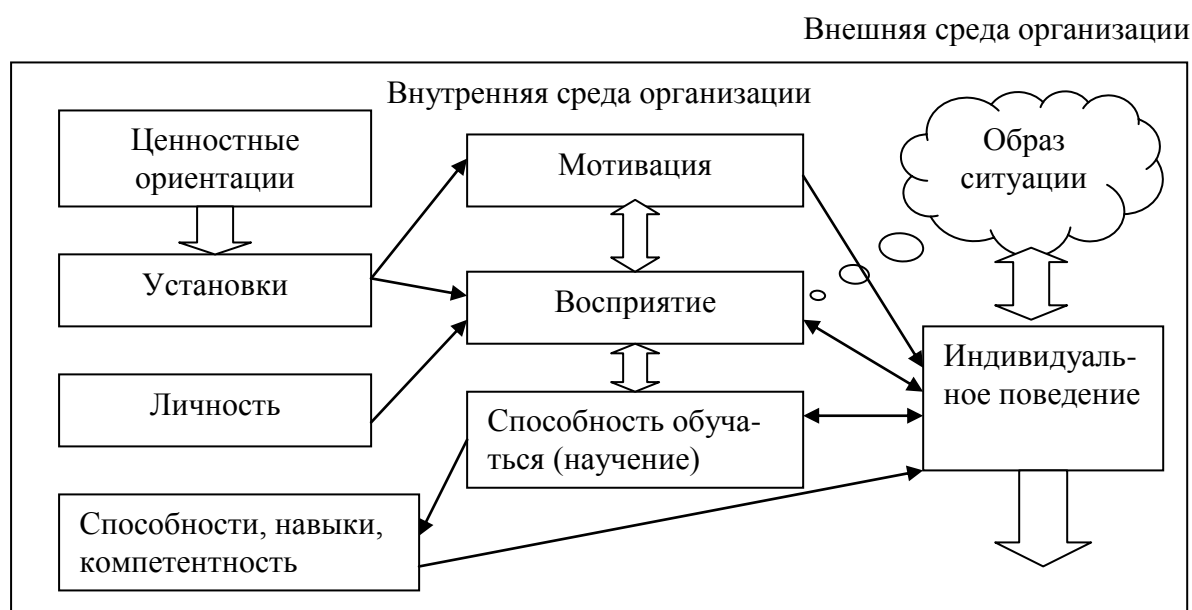 Внешняя среда организации
Внутренняя среда организации
Ценностные
ориентации
Мотивация
Образ
ситуации
Установки
Восприятие
Индивидуаль-
ное поведение
Личность
Способность обуча-
ться (научение)
Способности, навыки,
компетентность